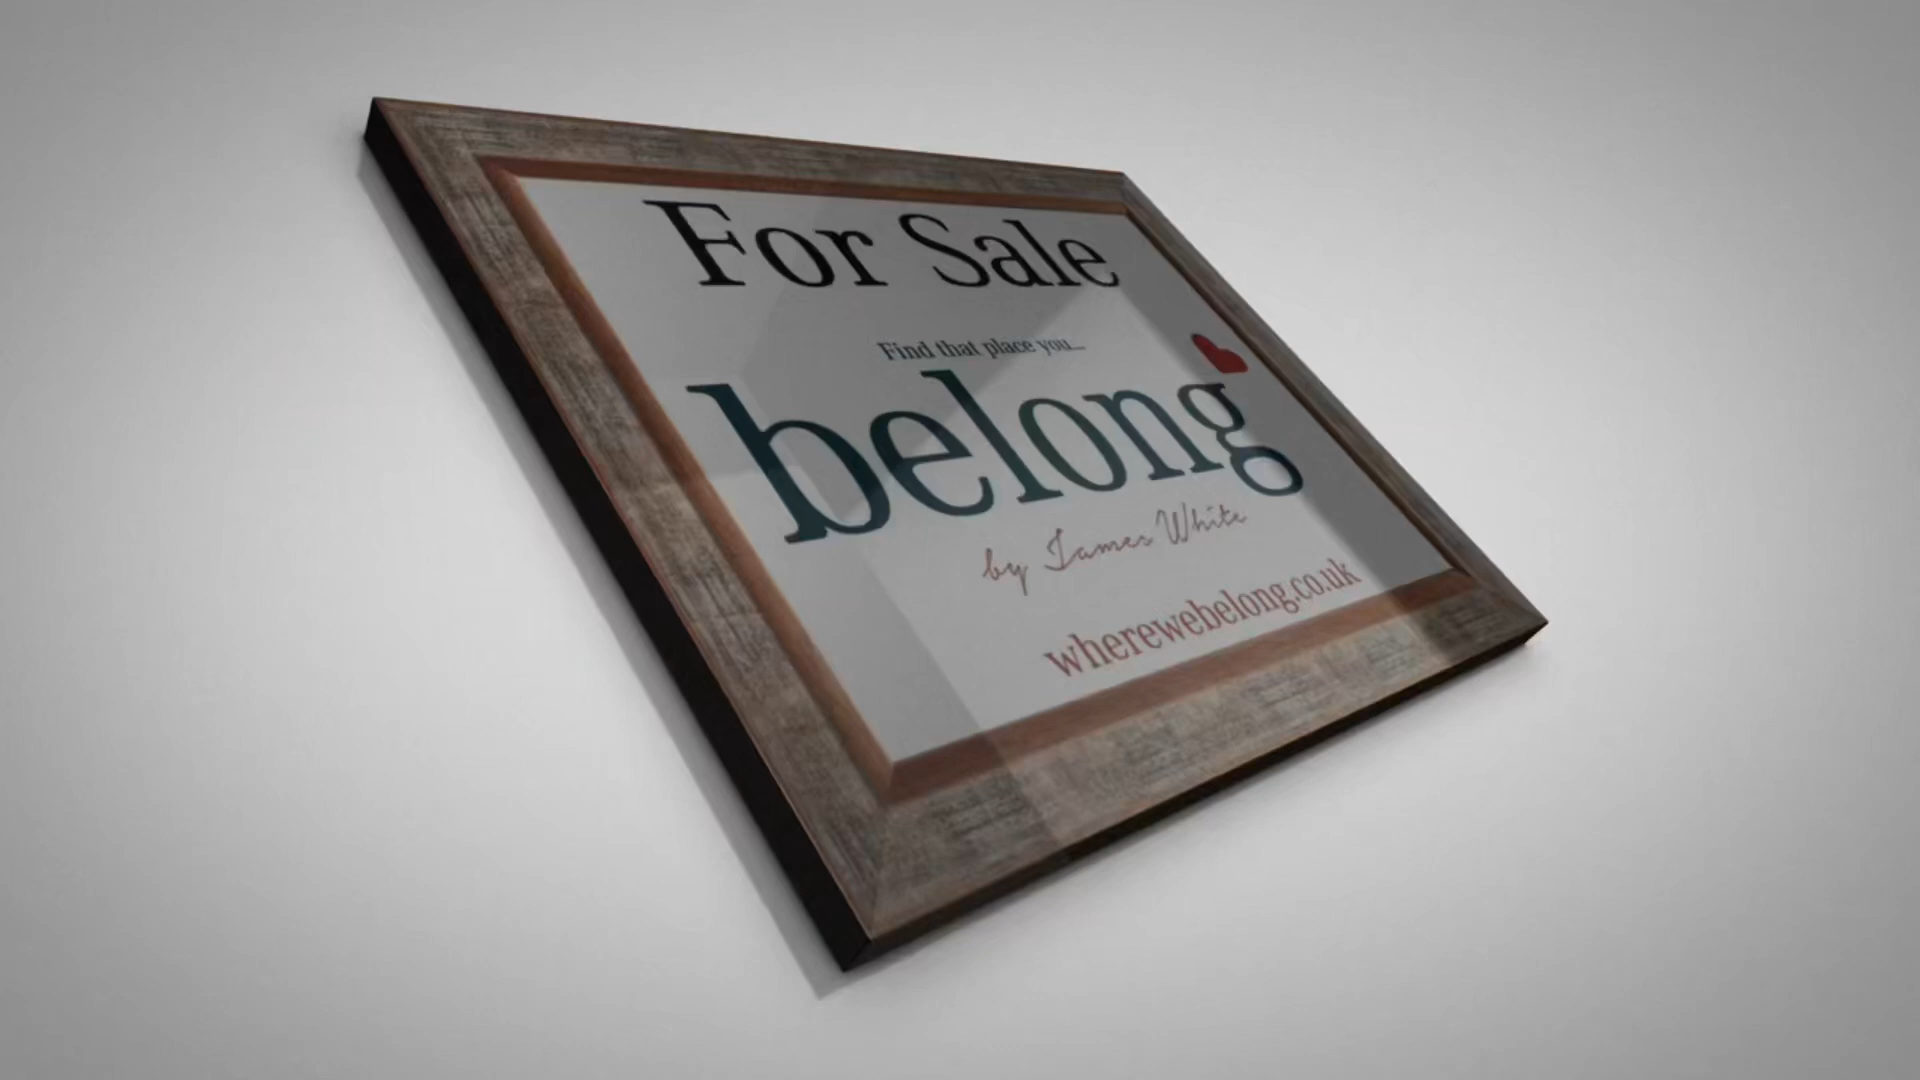 For Sale
Find that place you...
belong
by James White
wherewebelong.co.uk